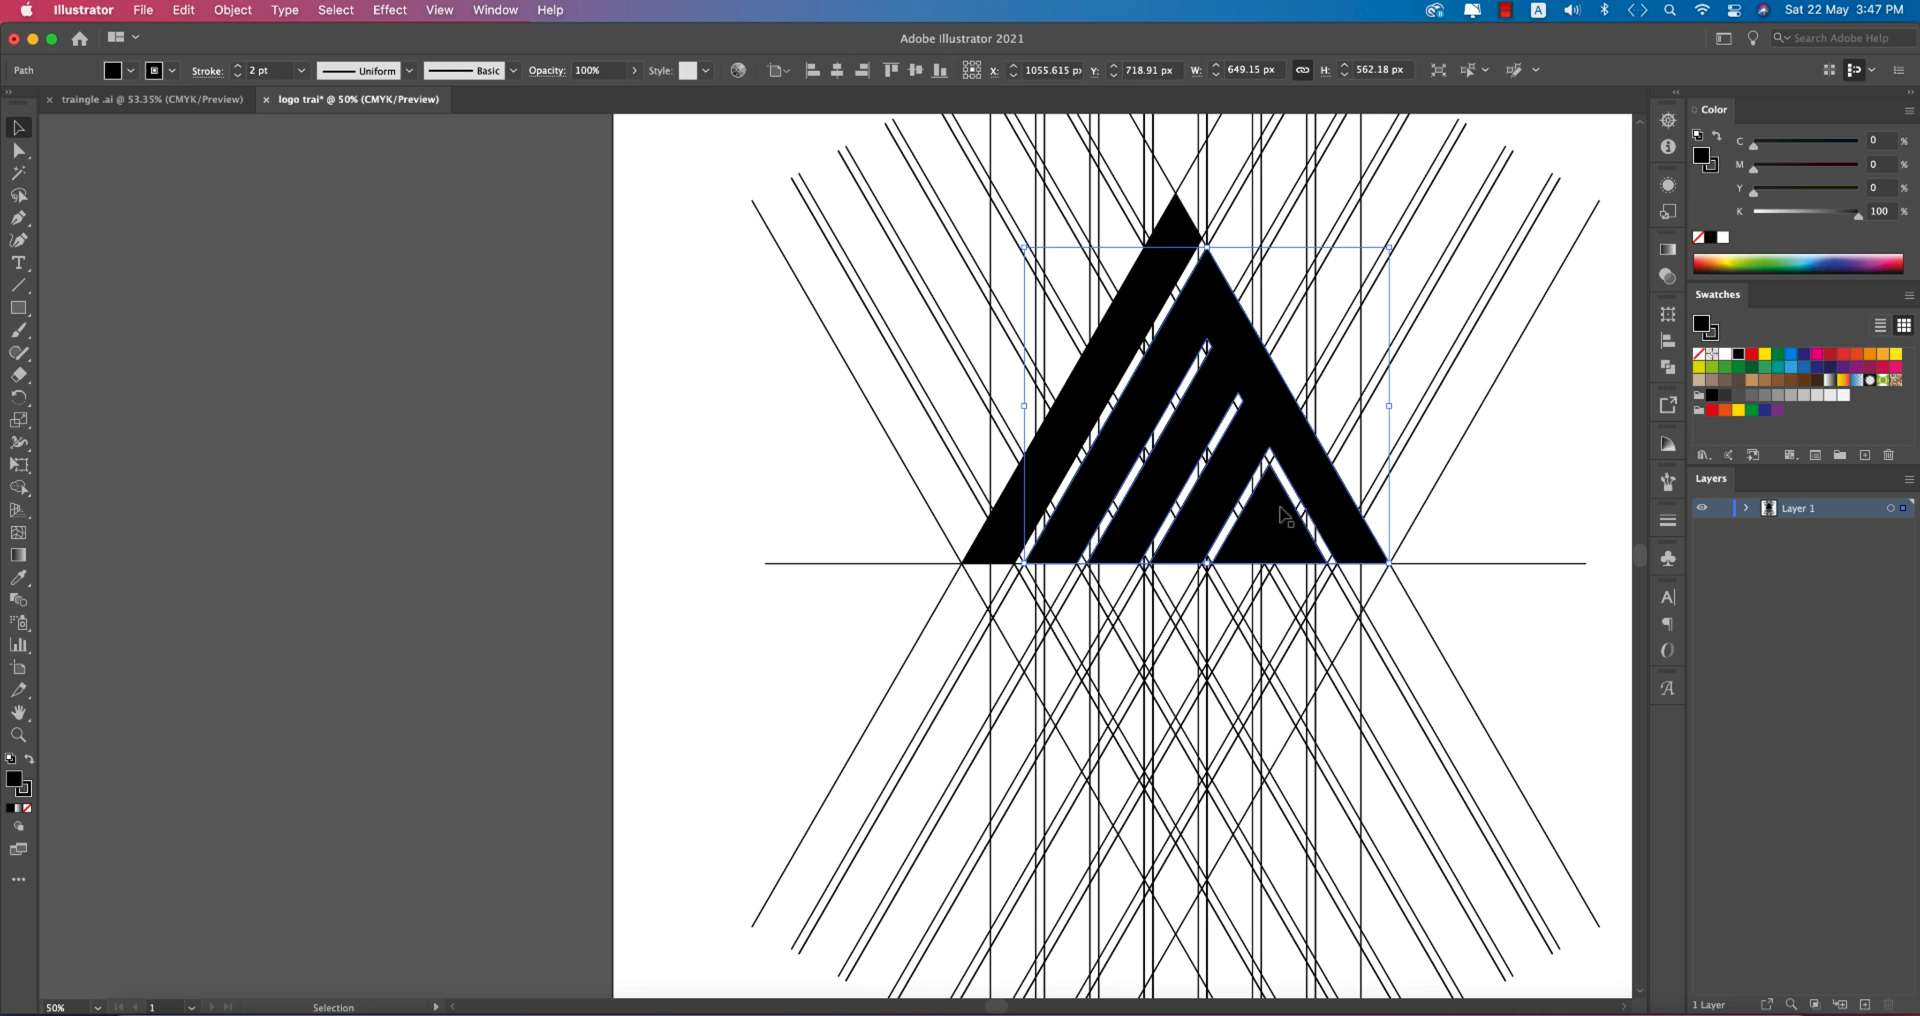 Illustrator File Edit Object Type Select Effect View Window Help
A Sat 22 May 3:47 PM
Adobe Illustrator 2021
Search Adobe Help
Path Stroke: 2 pt Uniform Basic Opacity: 100% Style: X: 1055.615 px Y: 718.91 px W: 649.15 px H: 562.18 px
× traingle .ai @ 53.35% (CMYK/Preview) × logo trai* @ 50% (CMYK/Preview)
Color
C 0 %
M 0 %
Y 0 %
K 100 %
Swatches
Layers
Layer 1
1 Layer
50% 1 Selection